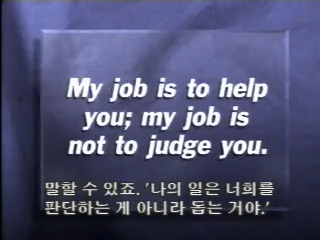 My job is to help
you; my job is
not to judge you.
말할 수 있죠. '나의 일은 너희를
판단하는 게 아니라 돕는 거야.'